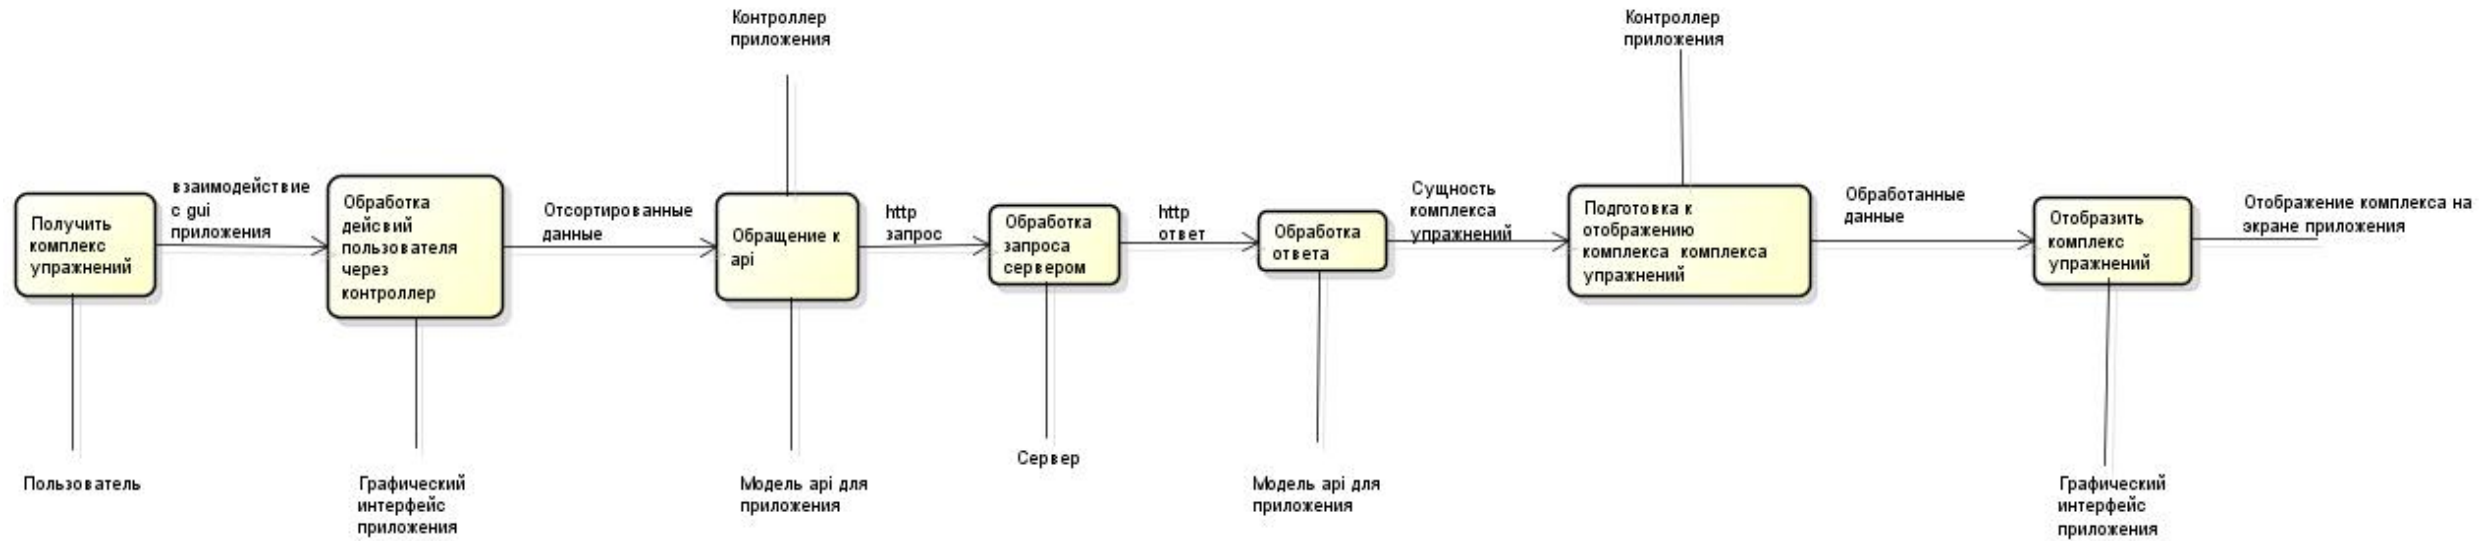 Контроллер
приложения
Контроллер
приложения
Получить
комплекс
упражнений
взаимодействие
с gui
приложения
Обработка
дейсвий
пользователя
через
контроллер
Отсортированные
данные
Обращение к
api
http
запрос
Обработка
запроса
сервером
http
ответ
Обработка
ответа
Сущность
комплекса
упражнений
Подготовка к
отображению
комплекса комплекса
упражнений
Обработанные
данные
Отобразить
комплекс
упражнений
Отображение комплекса на
экране приложения
Пользователь
Графический
интерфейс
приложения
Модель api для
приложения
Сервер
Модель api для
приложения
Графический
интерфейс
приложения